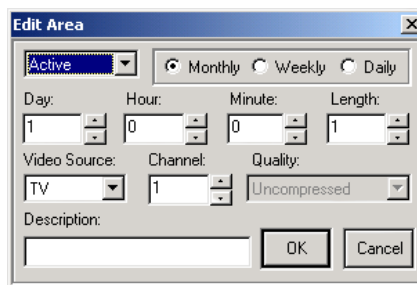 Edit Area
Active Monthly Weekly Daily
Day: Hour: Minute: Length:
1 0 0 1
Video Source: Channel: Quality:
TV 1 Uncompressed
Description:
OK Cancel